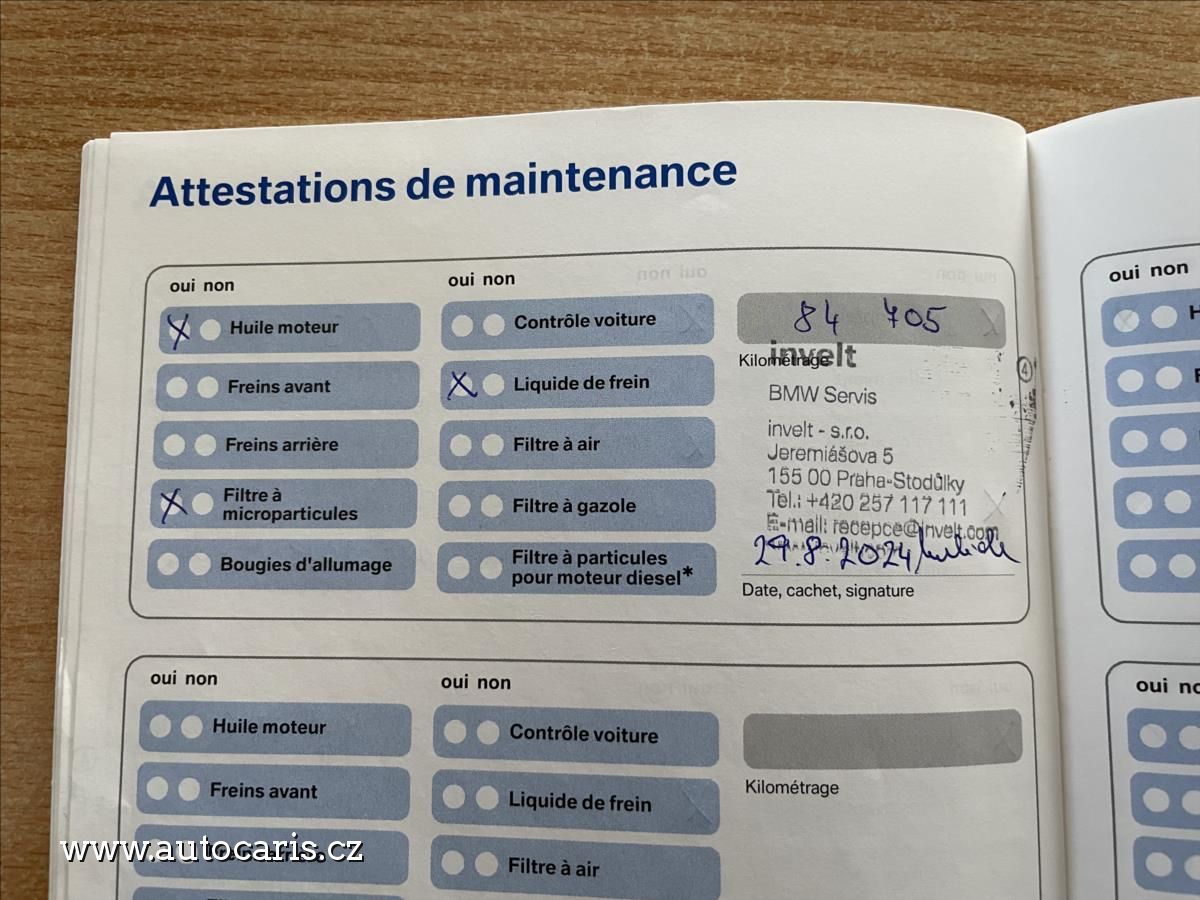 Attestations de maintenance
oui non
Huile moteur
Freins avant
Freins arrière
Filtre à
microparticules
Bougies d'allumage
oui non
Contrôle voiture
Liquide de frein
Filtre à air
Filtre à gazole
Filtre à particules
pour moteur diesel*
84 705
Kilométrage
invelt
BMW Servis
invelt - s.r.o.
Jeremiášova 5
155 00 Praha-Stodůlky
Tel.: +420 257 117 111
E-mail: recepce@invelt.com
29.8.2024
Date, cachet, signature
4
oui non
oui non
Huile moteur
Freins avant
oui non
Contrôle voiture
Liquide de frein
Filtre à air
Kilométrage
www.autocaris.cz